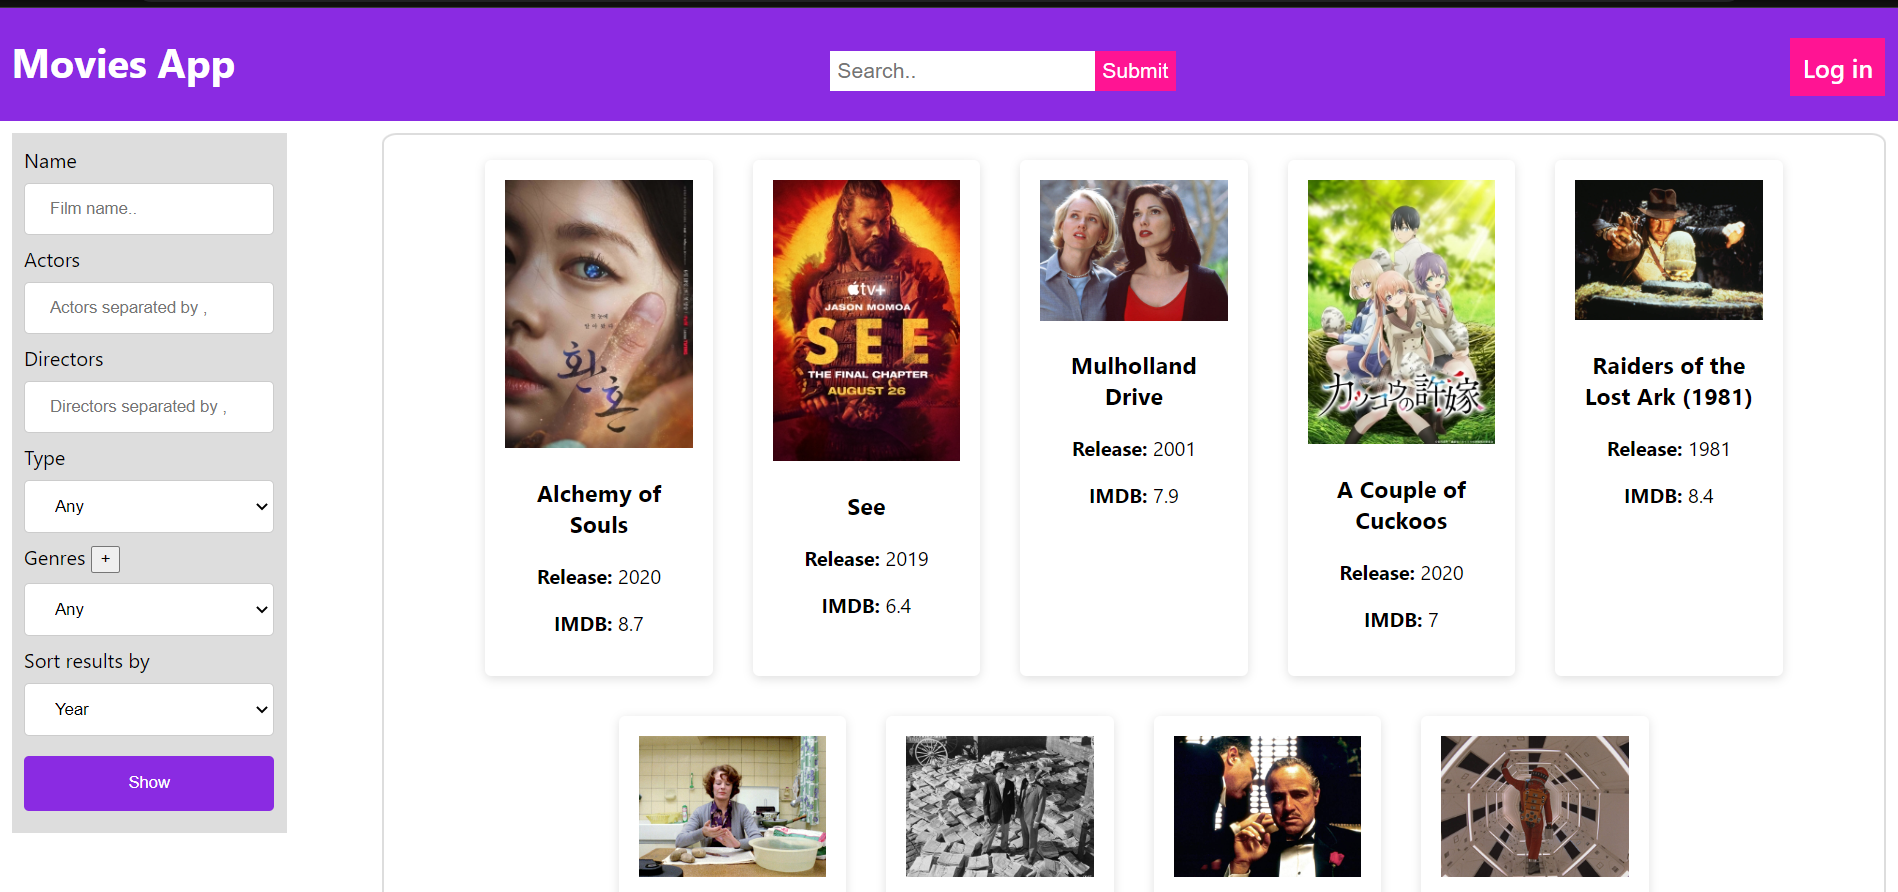 Movies App
Search..
Submit
Log in
Name
Film name..
Actors
Actors separated by ,
Directors
Directors separated by ,
Type
Any
Genres +
Any
Sort results by
Year
Show
환혼
Alchemy of
Souls
Release: 2020
IMDB: 8.7
tv+
JASON MOMOA
SEE
THE FINAL CHAPTER
AUGUST 26
See
Release: 2019
IMDB: 6.4
Mulholland
Drive
Release: 2001
IMDB: 7.9
カッコウの許嫁
A Couple of
Cuckoos
Release: 2020
IMDB: 7
Raiders of the
Lost Ark (1981)
Release: 1981
IMDB: 8.4